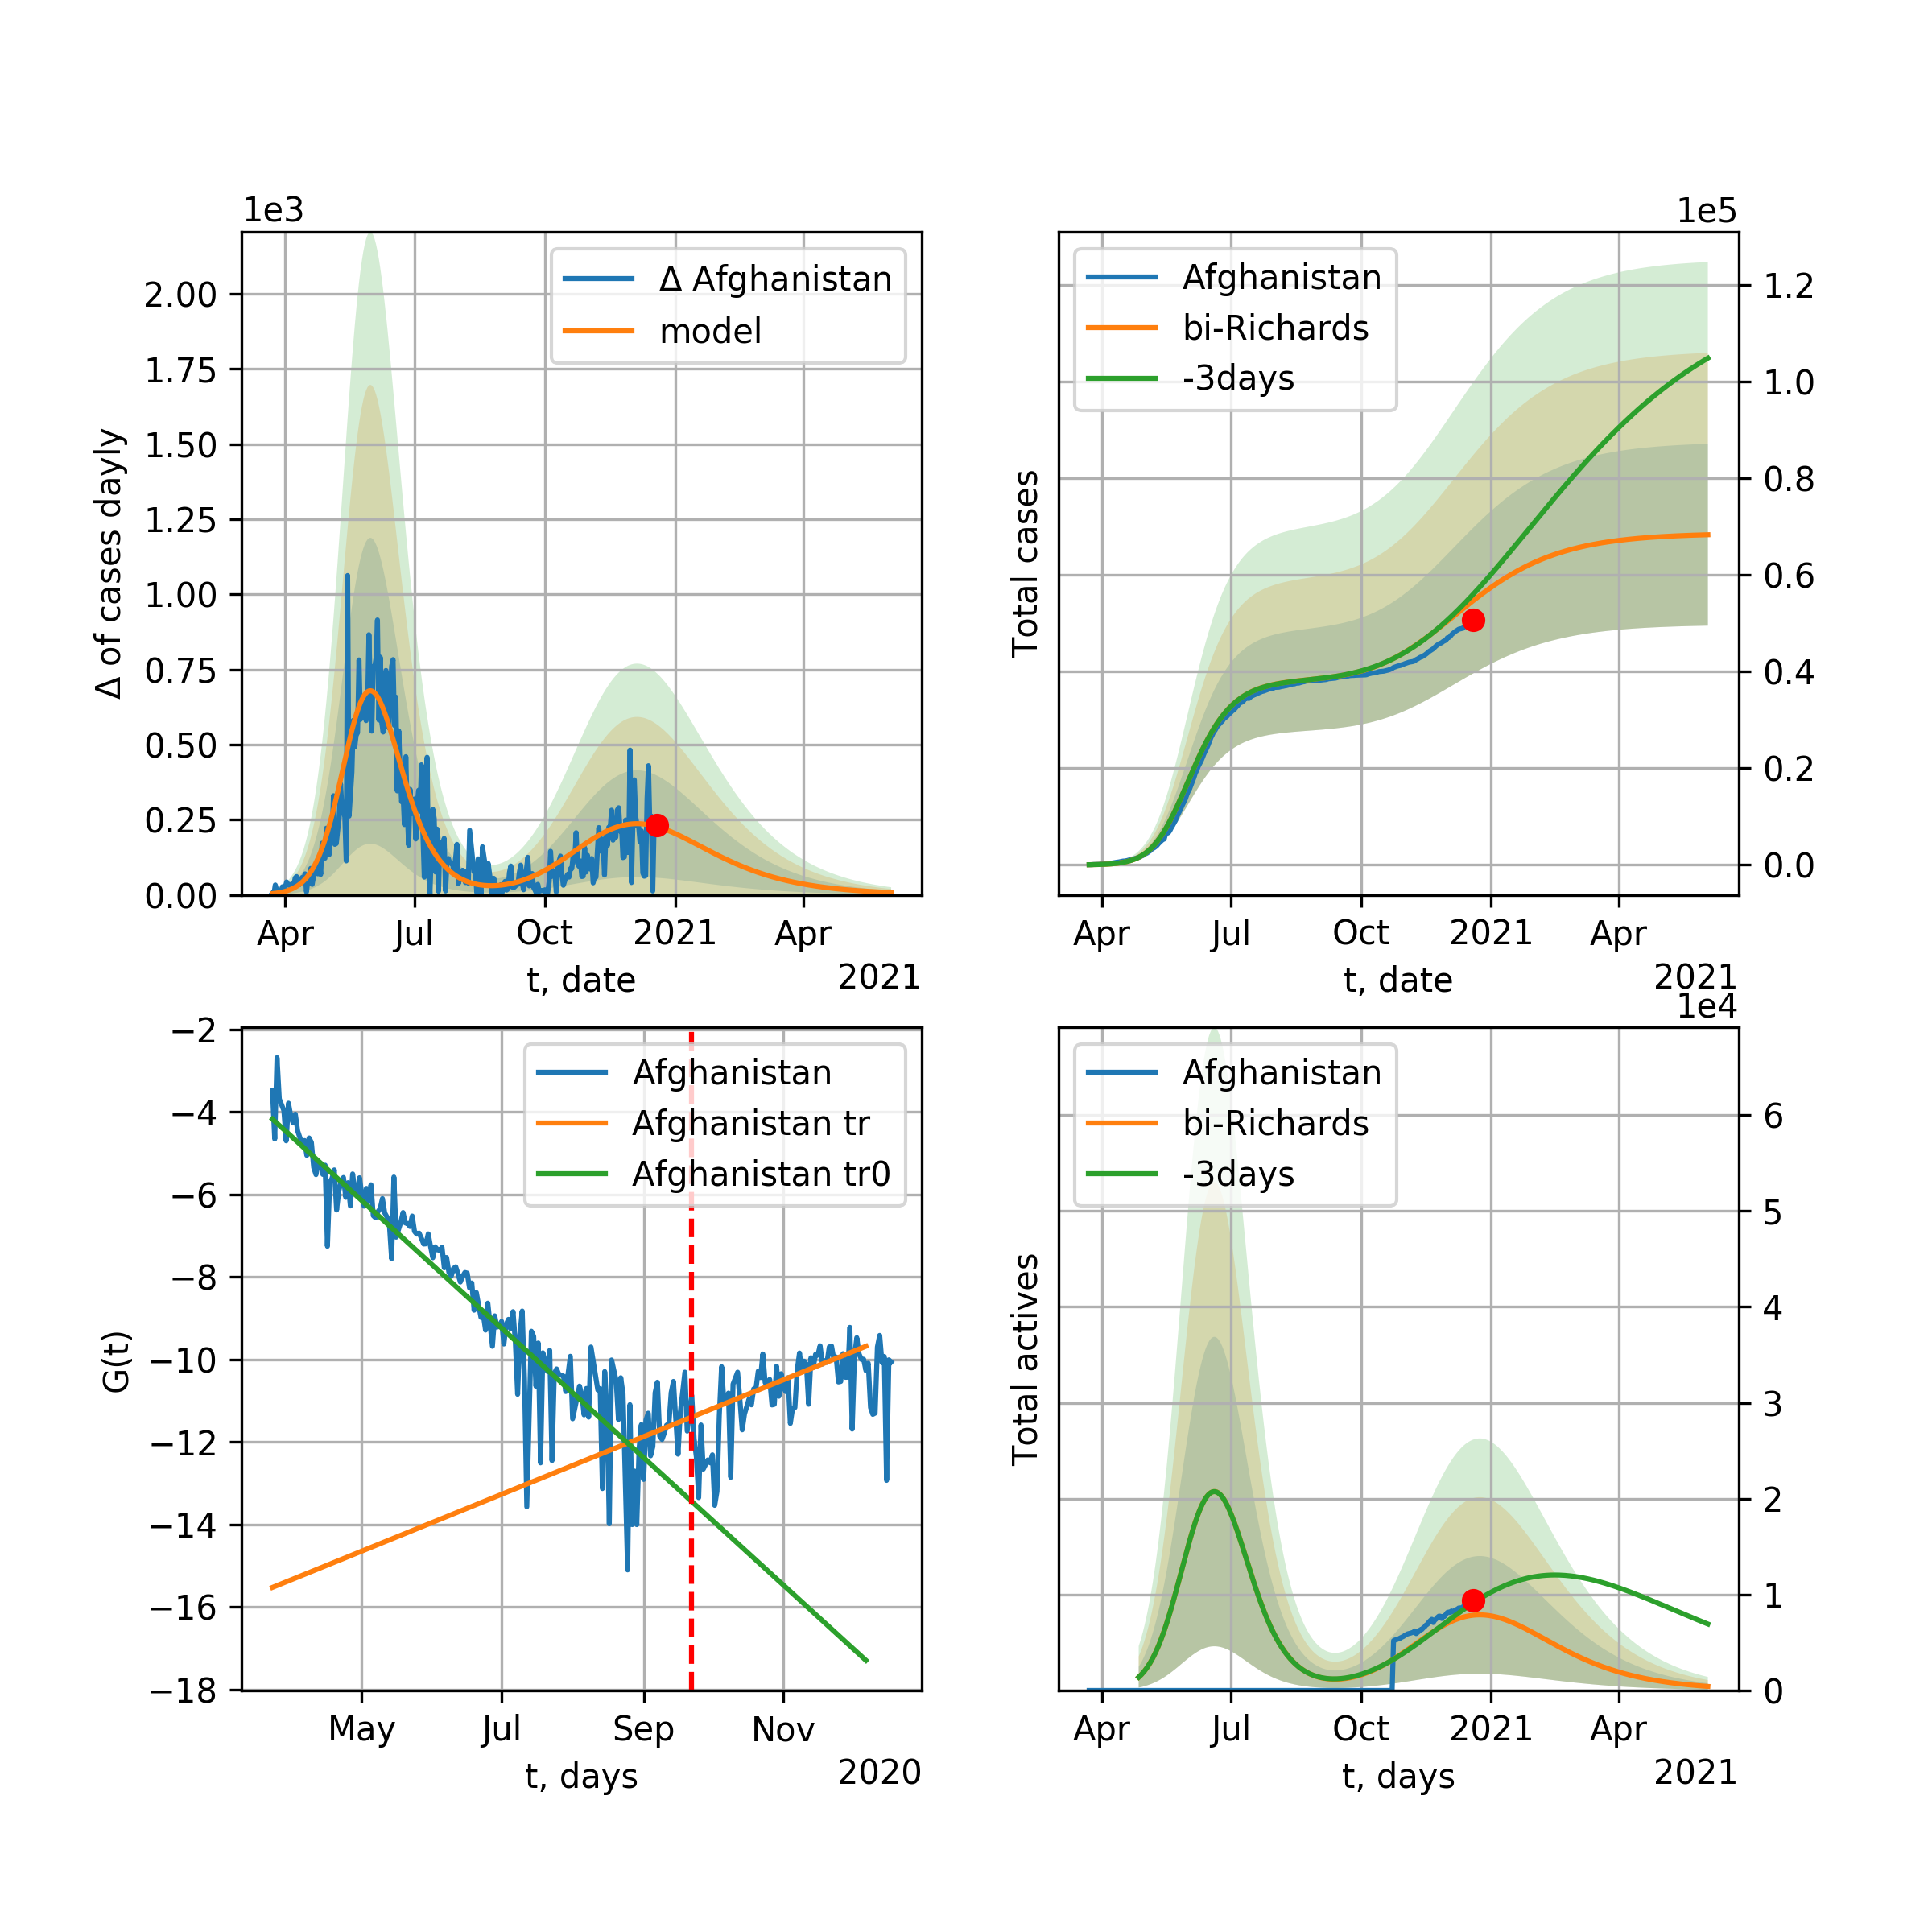 1e3
Δ of cases dayly
2.00
1.75
1.50
1.25
1.00
0.75
0.50
0.25
0.00
Δ Afghanistan
model
Apr Jul Oct 2021 Apr
t, date
2021
1e5
Total cases
Afghanistan
bi-Richards
-3days
1.2
1.0
0.8
0.6
0.4
0.2
0.0
Apr Jul Oct 2021 Apr
t, date
2021
G(t)
−2
−4
−6
−8
−10
−12
−14
−16
−18
Afghanistan
Afghanistan tr
Afghanistan tr0
May Jul Sep Nov
t, days
2020
1e4
Total actives
Afghanistan
bi-Richards
-3days
6
5
4
3
2
1
0
Apr Jul Oct 2021 Apr
t, days
2021